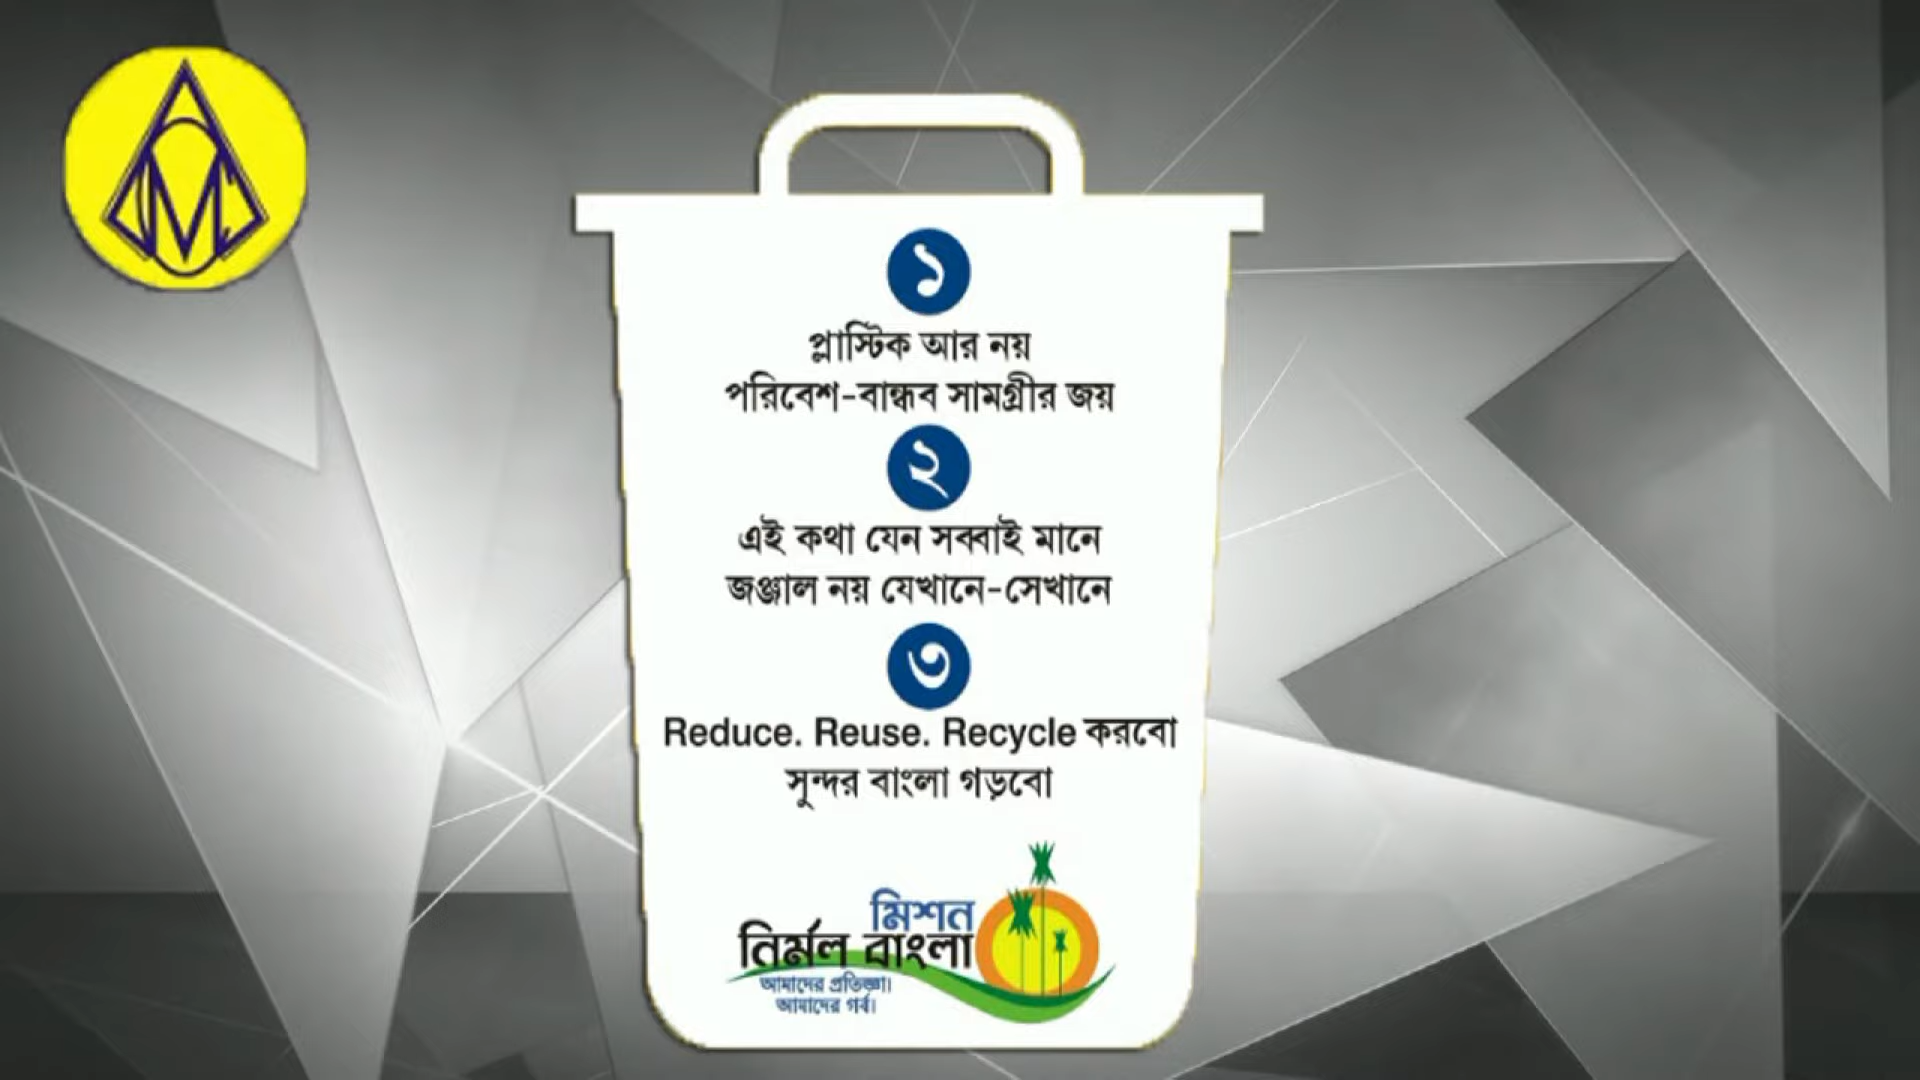 ১
প্লাস্টিক আর নয়
পরিবেশ-বান্ধব সামগ্রীর জয়
২
এই কথা যেন সব্বাই মানে
জঞ্জাল নয় যেখানে-সেখানে
৩
Reduce. Reuse. Recycle করবো
সুন্দর বাংলা গড়বো
মিশন
নির্মল বাংলা
আমাদের প্রতিজ্ঞা।
আমাদের গর্ব।